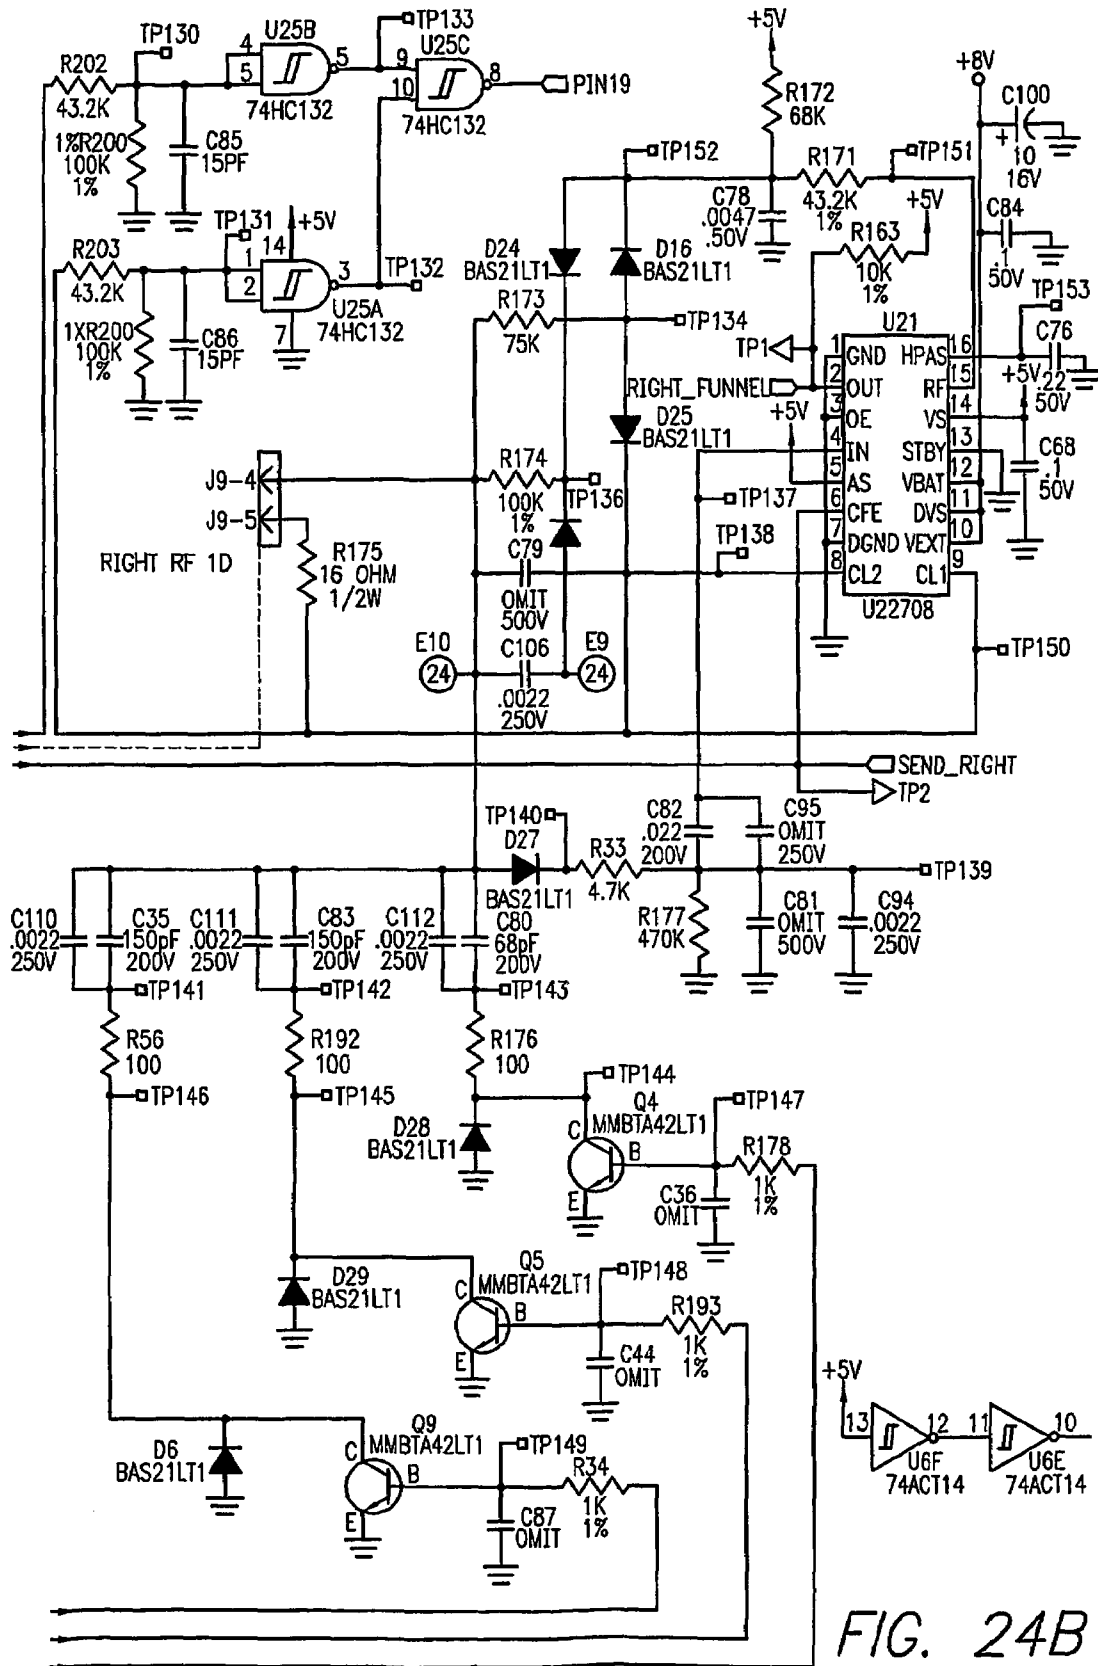 TP130
U25B
TP133
U25C
R202
43.2K
4
5
5
74HC132
9
10
8
PIN19
74HC132
1%R200
100K
1%
C85
15PF
TP131
+5V
R203
43.2K
14
1
2
3
7
U25A
74HC132
TP132
1XR200
100K
1%
C86
15PF
+5V
R172
68K
+8V
C100
+
10
16V
TP152
R171
43.2K
1%
TP151
C78
.0047
.50V
+5V
C84
.1
50V
D24
BAS21LT1
D16
BAS21LT1
R163
10K
1%
R173
75K
TP134
TP153
TP1
RIGHT_FUNNEL
U21
C76
.22
50V
+5V
1 GND HPAS 16
2 OUT RF 15
3 OE VS 14
4 IN STBY 13
5 AS VBAT 12
6 CFE DVS 11
7 DGND VEXT 10
8 CL2 CL1 9
U22708
D25
BAS21LT1
+5V
C68
.1
50V
J9-4
J9-5
RIGHT RF 1D
R174
100K
1%
TP136
TP137
TP138
R175
16 OHM
1/2W
C79
OMIT
500V
E10
24
C106
.0022
250V
E9
24
TP150
SEND_RIGHT
TP2
TP140
D27
BAS21LT1
R33
4.7K
C82
.022
200V
C95
OMIT
250V
TP139
C110
.0022
250V
C35
150pF
200V
C111
.0022
250V
C83
150pF
200V
C112
.0022
250V
C80
68pF
200V
R177
470K
C81
OMIT
500V
C94
.0022
250V
TP141
TP142
TP143
R56
100
R192
100
R176
100
TP146
TP145
TP144
Q4
MMBTA42LT1
TP147
D28
BAS21LT1
C
B
E
R178
1K
1%
C36
OMIT
D29
BAS21LT1
Q5
MMBTA42LT1
C
B
E
TP148
R193
1K
1%
C44
OMIT
D6
BAS21LT1
Q9
MMBTA42LT1
C
B
E
TP149
R34
1K
1%
C87
OMIT
+5V
13
12
11
10
U6F
74ACT14
U6E
74ACT14
FIG. 24B